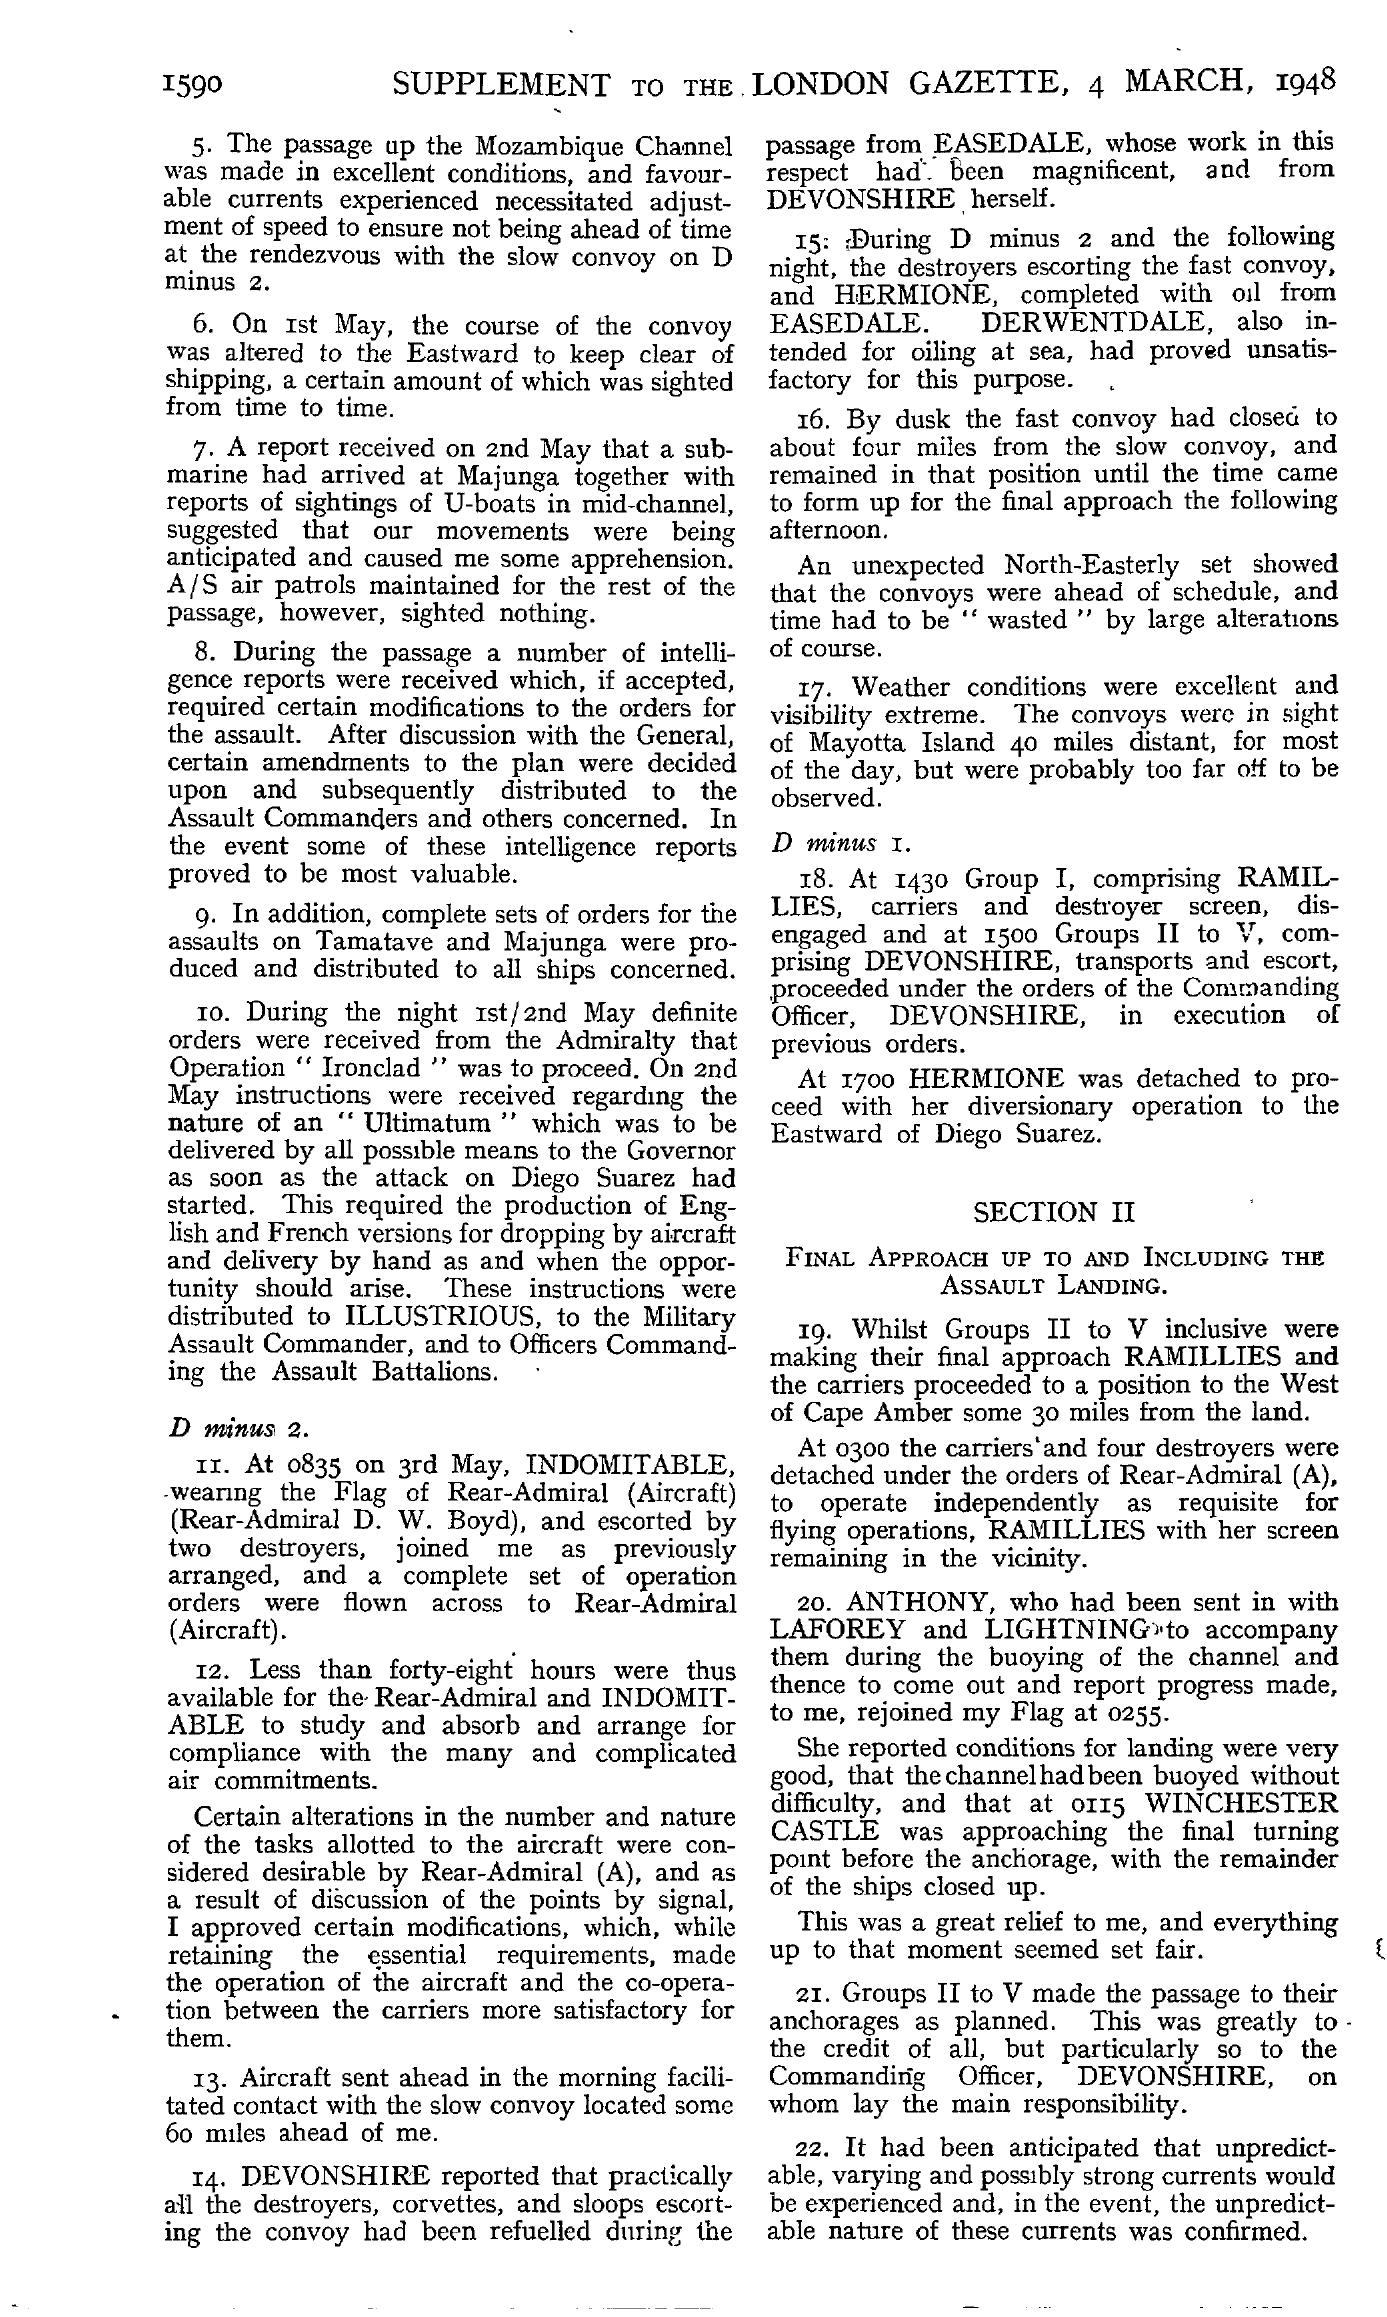 1590 SUPPLEMENT TO THE LONDON GAZETTE, 4 MARCH, 1948
5. The passage up the Mozambique Channel
was made in excellent conditions, and favour-
able currents experienced necessitated adjust-
ment of speed to ensure not being ahead of time
at the rendezvous with the slow convoy on D
minus 2.
6. On 1st May, the course of the convoy
was altered to the Eastward to keep clear of
shipping, a certain amount of which was sighted
from time to time.
7. A report received on 2nd May that a sub-
marine had arrived at Majunga together with
reports of sightings of U-boats in mid-channel,
suggested that our movements were being
anticipated and caused me some apprehension.
A/S air patrols maintained for the rest of the
passage, however, sighted nothing.
8. During the passage a number of intelli-
gence reports were received which, if accepted,
required certain modifications to the orders for
the assault. After discussion with the General,
certain amendments to the plan were decided
upon and subsequently distributed to the
Assault Commanders and others concerned. In
the event some of these intelligence reports
proved to be most valuable.
9. In addition, complete sets of orders for the
assaults on Tamatave and Majunga were pro-
duced and distributed to all ships concerned.
10. During the night 1st/2nd May definite
orders were received from the Admiralty that
Operation " Ironclad " was to proceed. On 2nd
May instructions were received regarding the
nature of an " Ultimatum " which was to be
delivered by all possible means to the Governor
as soon as the attack on Diego Suarez had
started. This required the production of Eng-
lish and French versions for dropping by aircraft
and delivery by hand as and when the oppor-
tunity should arise. These instructions were
distributed to ILLUSTRIOUS, to the Military
Assault Commander, and to Officers Command-
ing the Assault Battalions.
D minus 2.
11. At 0835 on 3rd May, INDOMITABLE,
wearing the Flag of Rear-Admiral (Aircraft)
(Rear-Admiral D. W. Boyd), and escorted by
two destroyers, joined me as previously
arranged, and a complete set of operation
orders were flown across to Rear-Admiral
(Aircraft).
12. Less than forty-eight hours were thus
available for the Rear-Admiral and INDOMIT-
ABLE to study and absorb and arrange for
compliance with the many and complicated
air commitments.
Certain alterations in the number and nature
of the tasks allotted to the aircraft were con-
sidered desirable by Rear-Admiral (A), and as
a result of discussion of the points by signal,
I approved certain modifications, which, while
retaining the essential requirements, made
the operation of the aircraft and the co-opera-
tion between the carriers more satisfactory for
them.
13. Aircraft sent ahead in the morning facili-
tated contact with the slow convoy located some
60 miles ahead of me.
14. DEVONSHIRE reported that practically
all the destroyers, corvettes, and sloops escort-
ing the convoy had been refuelled during the
passage from EASEDALE, whose work in this
respect had been magnificent, and from
DEVONSHIRE herself.
15. During D minus 2 and the following
night, the destroyers escorting the fast convoy,
and HERMIONE, completed with oil from
EASEDALE. DERWENTDALE, also in-
tended for oiling at sea, had proved unsatis-
factory for this purpose.
16. By dusk the fast convoy had closed to
about four miles from the slow convoy, and
remained in that position until the time came
to form up for the final approach the following
afternoon.
An unexpected North-Easterly set showed
that the convoys were ahead of schedule, and
time had to be " wasted " by large alterations
of course.
17. Weather conditions were excellent and
visibility extreme. The convoys were in sight
of Mayotta Island 40 miles distant, for most
of the day, but were probably too far off to be
observed.
D minus 1.
18. At 1430 Group I, comprising RAMIL-
LIES, carriers and destroyer screen, dis-
engaged and at 1500 Groups II to V, com-
prising DEVONSHIRE, transports and escort,
proceeded under the orders of the Commanding
Officer, DEVONSHIRE, in execution of
previous orders.
At 1700 HERMIONE was detached to pro-
ceed with her diversionary operation to the
Eastward of Diego Suarez.
SECTION II
FINAL APPROACH UP TO AND INCLUDING THE
ASSAULT LANDING.
19. Whilst Groups II to V inclusive were
making their final approach RAMILLIES and
the carriers proceeded to a position to the West
of Cape Amber some 30 miles from the land.
At 0300 the carriers and four destroyers were
detached under the orders of Rear-Admiral (A),
to operate independently as requisite for
flying operations, RAMILLIES with her screen
remaining in the vicinity.
20. ANTHONY, who had been sent in with
LAFOREY and LIGHTNING to accompany
them during the buoying of the channel and
thence to come out and report progress made,
to me, rejoined my Flag at 0255.
She reported conditions for landing were very
good, that the channel had been buoyed without
difficulty, and that at 0115 WINCHESTER
CASTLE was approaching the final turning
point before the anchorage, with the remainder
of the ships closed up.
This was a great relief to me, and everything
up to that moment seemed set fair.
21. Groups II to V made the passage to their
anchorages as planned. This was greatly to
the credit of all, but particularly so to the
Commanding Officer, DEVONSHIRE, on
whom lay the main responsibility.
22. It had been anticipated that unpredict-
able, varying and possibly strong currents would
be experienced and, in the event, the unpredict-
able nature of these currents was confirmed.